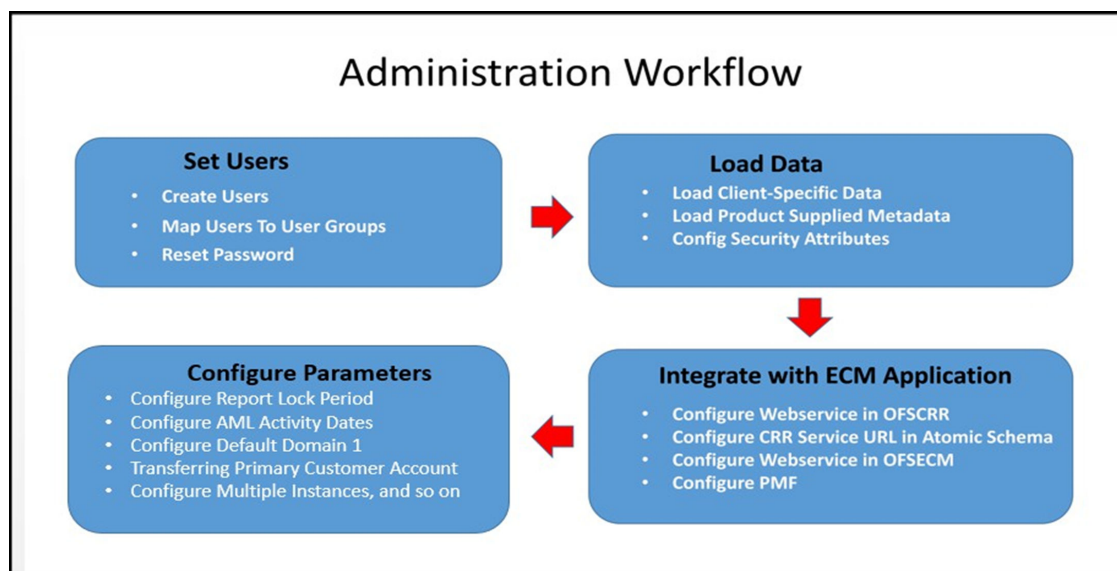 Administration Workflow
Set Users
• Create Users
• Map Users To User Groups
• Reset Password
Load Data
• Load Client-Specific Data
• Load Product Supplied Metadata
• Config Security Attributes
Integrate with ECM Application
• Configure Webservice in OFSCRR
• Configure CRR Service URL in Atomic Schema
• Configure Webservice in OFSECM
• Configure PMF
Configure Parameters
• Configure Report Lock Period
• Configure AML Activity Dates
• Configure Default Domain 1
• Transferring Primary Customer Account
• Configure Multiple Instances, and so on